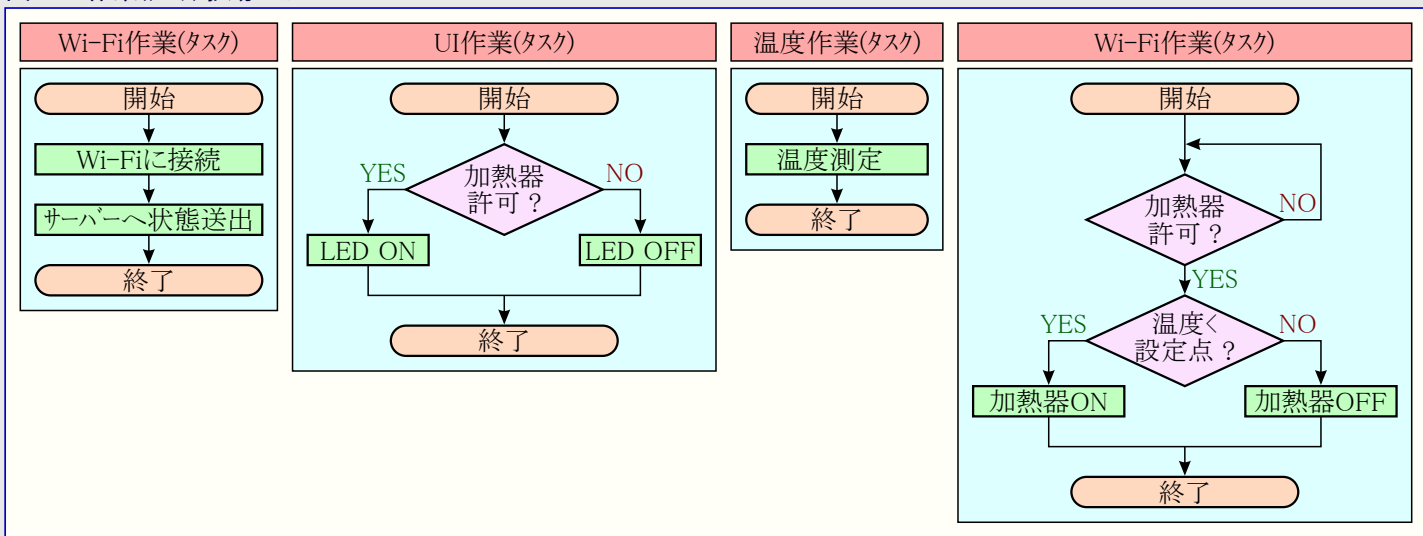 Wi-Fi作業(タスク)
開始
Wi-Fiに接続
サーバーへ状態送出
終了
UI作業(タスク)
開始
加熱器
許可 ?
YES
NO
LED ON
LED OFF
終了
温度作業(タスク)
開始
温度測定
終了
Wi-Fi作業(タスク)
開始
加熱器
許可 ?
NO
YES
温度<
設定点 ?
YES
NO
加熱器ON
加熱器OFF
終了